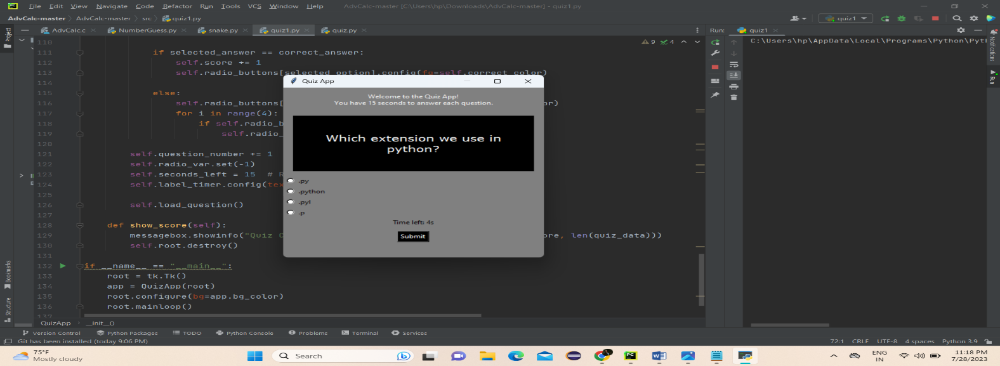 File Edit View Navigate Code Refactor Run Tools VCS Window Help AdvCalc-master [C:\Users\hp\Downloads\AdvCalc-master] - quiz1.py
AdvCalc-master AdvCalc-master src quiz1.py quiz1
Project AdvCalc.c NumberGuess.py snake.py quiz1.py quiz.py Run: quiz1
C:\Users\hp\AppData\Local\Programs\Python\Pyt
Notifications
Run
9 4
110
111 if selected_answer == correct_answer:
112 self.score += 1
113 self.radio_buttons[selected_option].config(fg=self.correct_color)
114
115 else:
116 self.radio_buttons[ or)
117 for i in range(4):
118 if self.radio_b
119 self.radio_
120
121 self.question_number += 1
122 self.radio_var.set(-1)
123 self.seconds_left = 15 # R
124 self.label_timer.config(tex
125
126 self.load_question()
127
128 def show_score(self):
129 messagebox.showinfo("Quiz O ore, len(quiz_data)))
130 self.root.destroy()
131
132 if __name__ == "__main__":
133 root = tk.Tk()
134 app = QuizApp(root)
135 root.configure(bg=app.bg_color)
136 root.mainloop()
137
Quiz App
Welcome to the Quiz App!
You have 15 seconds to answer each question.
Which extension we use in
python?
.py
.python
.pyl
.p
Time left: 4s
Submit
Bookmarks
Structure
QuizApp __init__()
Version Control Python Packages TODO Python Console Problems Terminal Services
Git has been installed (today 9:06 PM) 72:1 CRLF UTF-8 4 spaces Python 3.9
75°F
Mostly cloudy
Search
ENG
IN
11:18 PM
7/28/2023